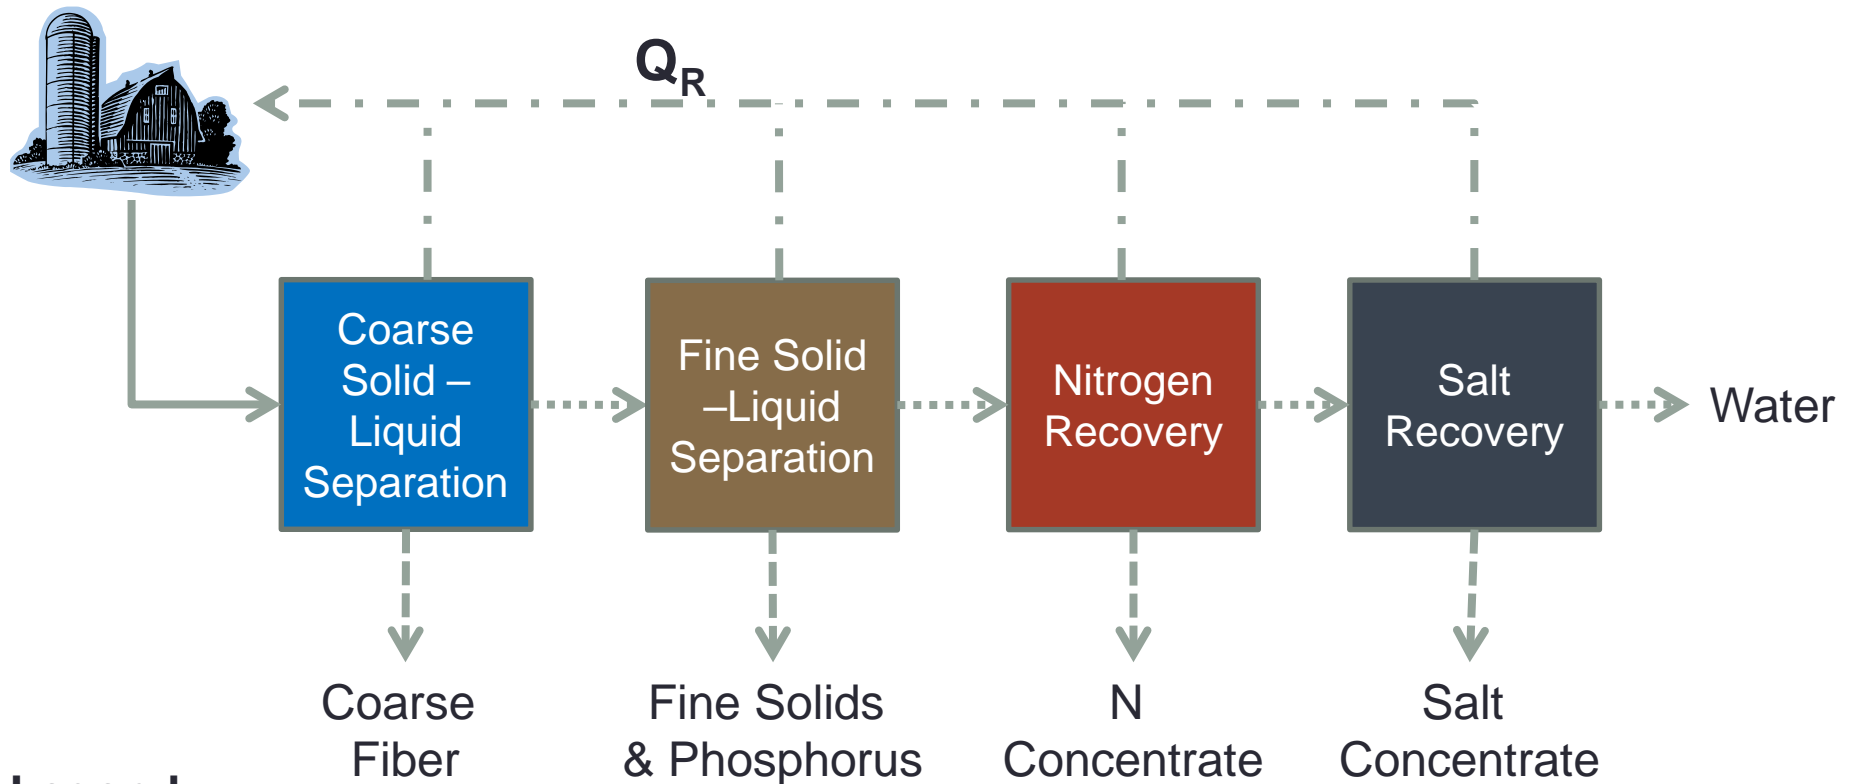 Q_R
Coarse
Solid –
Liquid
Separation
Fine Solid
–Liquid
Separation
Nitrogen
Recovery
Salt
Recovery
Water
Coarse
Fiber
Fine Solids
& Phosphorus
N
Concentrate
Salt
Concentrate